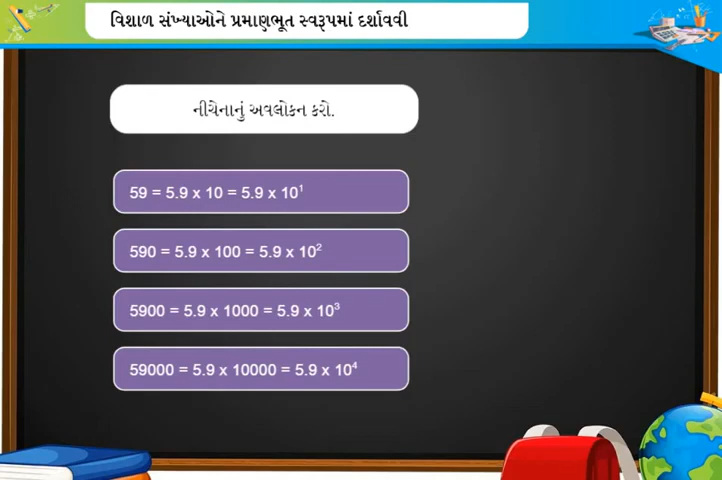 વિશાળ સંખ્યાઓને પ્રમાણભૂત સ્વરૂપમાં દર્શાવવી
નીચેનાનું અવલોકન કરો.
59 = 5.9 x 10 = 5.9 x 10¹
590 = 5.9 x 100 = 5.9 x 10²
5900 = 5.9 x 1000 = 5.9 x 10³
59000 = 5.9 x 10000 = 5.9 x 10⁴